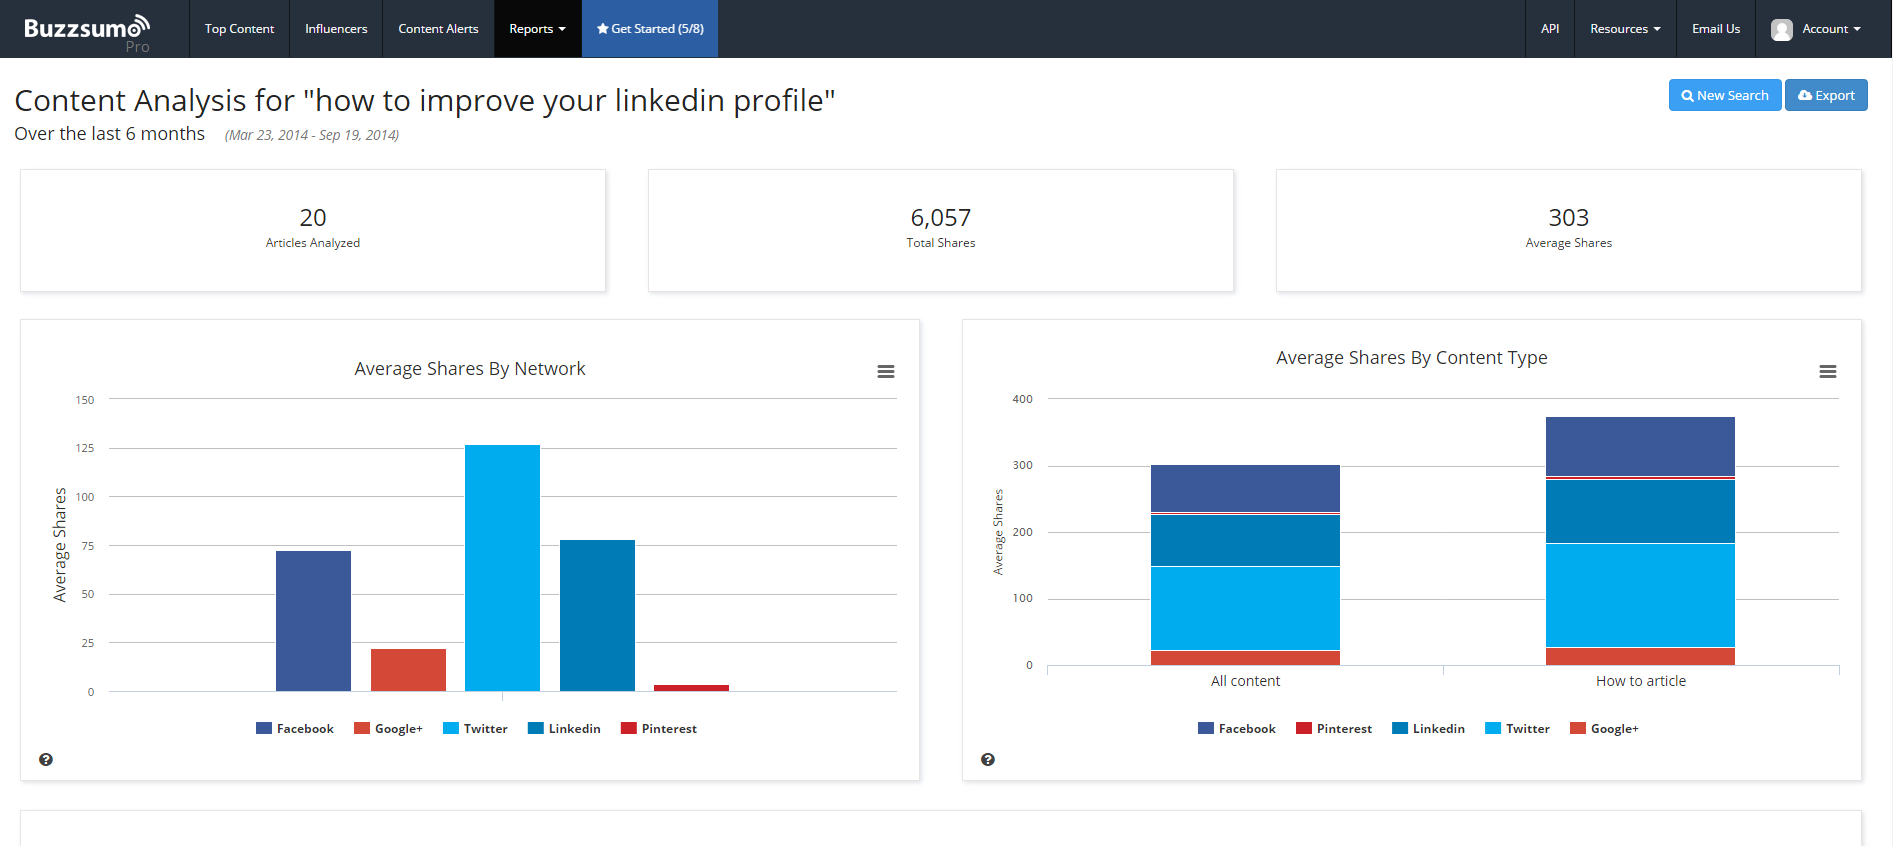 Buzzsumo
Pro
Top Content
Influencers
Content Alerts
Reports
Get Started (5/8)
API
Resources
Email Us
Account
Content Analysis for "how to improve your linkedin profile"
New Search
Export
Over the last 6 months (Mar 23, 2014 - Sep 19, 2014)
20
Articles Analyzed
6,057
Total Shares
303
Average Shares
Average Shares By Network
150
125
100
75
50
25
0
Average Shares
Facebook Google+ Twitter Linkedin Pinterest
?
Average Shares By Content Type
400
300
200
100
0
Average Shares
All content
How to article
Facebook Pinterest Linkedin Twitter Google+
?